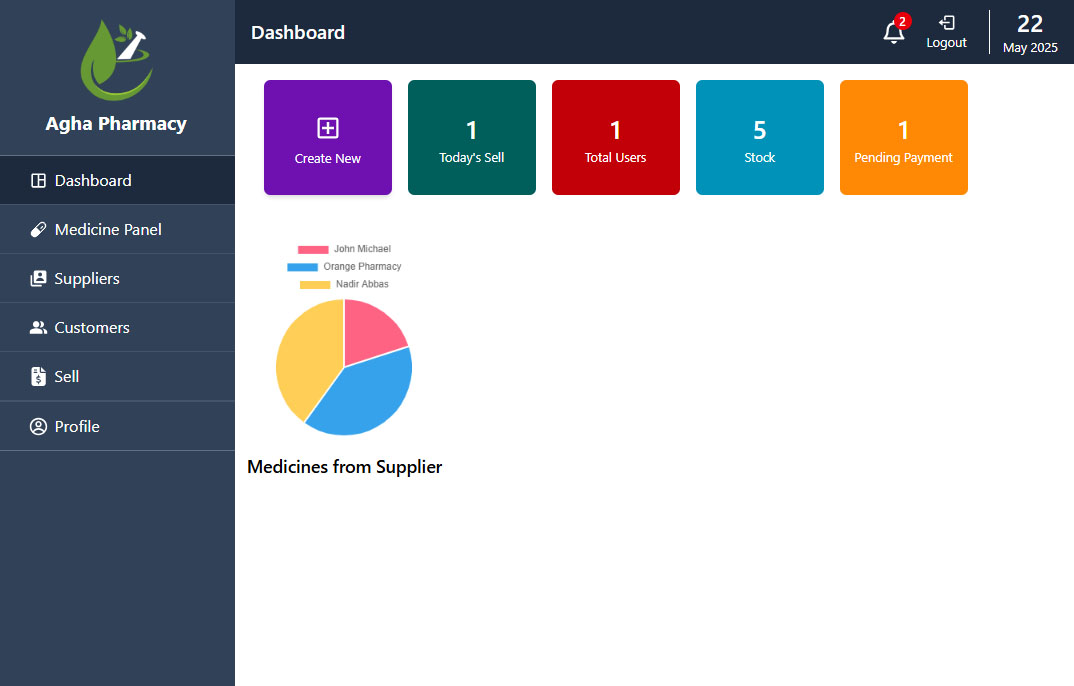 Agha Pharmacy
Dashboard
Medicine Panel
Suppliers
Customers
Sell
Profile
Dashboard
2
Logout
22
May 2025
Create New
1
Today's Sell
1
Total Users
5
Stock
1
Pending Payment
John Michael
Orange Pharmacy
Nadir Abbas
Medicines from Supplier